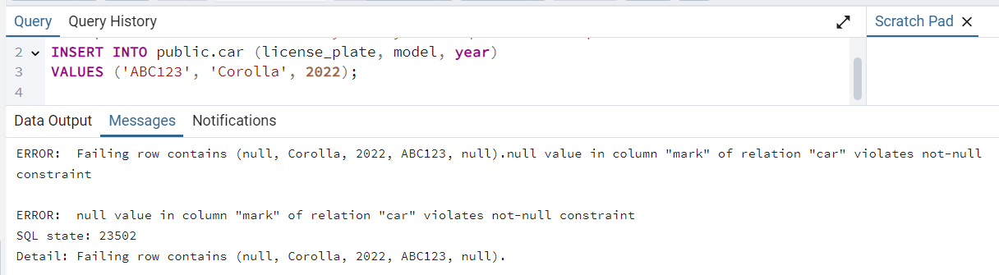 Query Query History Scratch Pad
2 INSERT INTO public.car (license_plate, model, year)
3 VALUES ('ABC123', 'Corolla', 2022);
4
Data Output Messages Notifications
ERROR:  Failing row contains (null, Corolla, 2022, ABC123, null).null value in column "mark" of relation "car" violates not-null
constraint
ERROR:  null value in column "mark" of relation "car" violates not-null constraint
SQL state: 23502
Detail: Failing row contains (null, Corolla, 2022, ABC123, null).